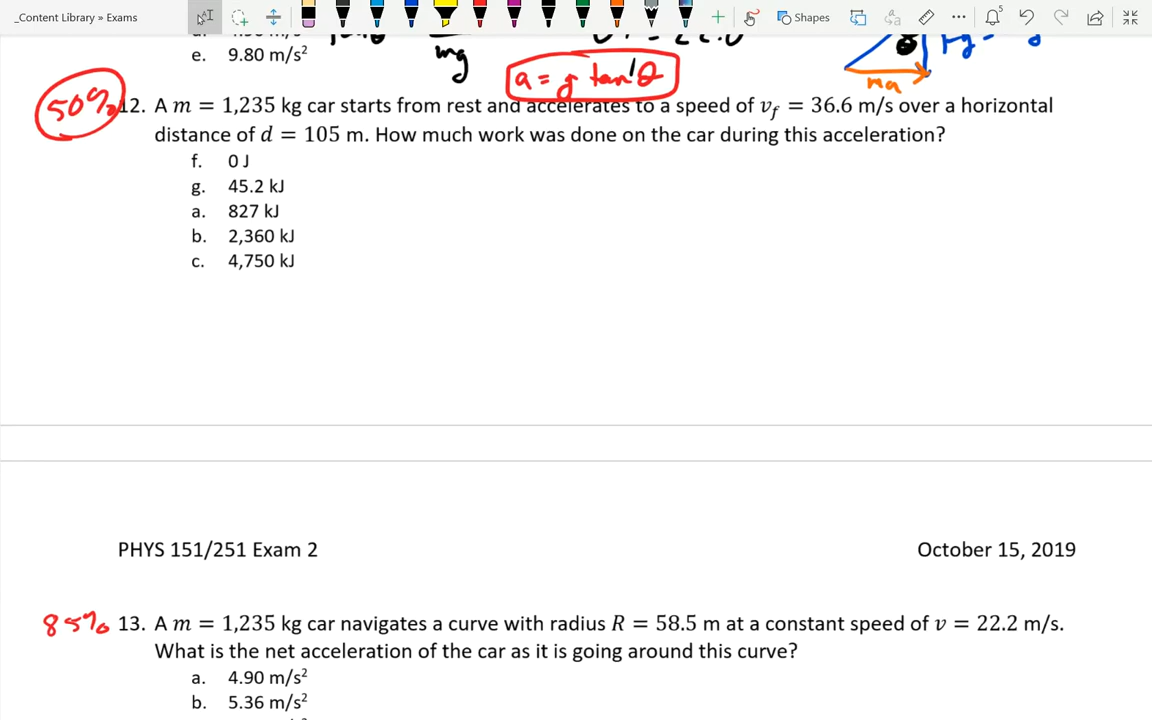 _Content Library » Exams
Shapes
5
e. 9.80 m/s²
mg
a = g tan θ
ma
50% 12. A m = 1,235 kg car starts from rest and accelerates to a speed of v_f = 36.6 m/s over a horizontal
distance of d = 105 m. How much work was done on the car during this acceleration?
f. 0 J
g. 45.2 kJ
a. 827 kJ
b. 2,360 kJ
c. 4,750 kJ
PHYS 151/251 Exam 2 October 15, 2019
85% 13. A m = 1,235 kg car navigates a curve with radius R = 58.5 m at a constant speed of v = 22.2 m/s.
What is the net acceleration of the car as it is going around this curve?
a. 4.90 m/s²
b. 5.36 m/s²